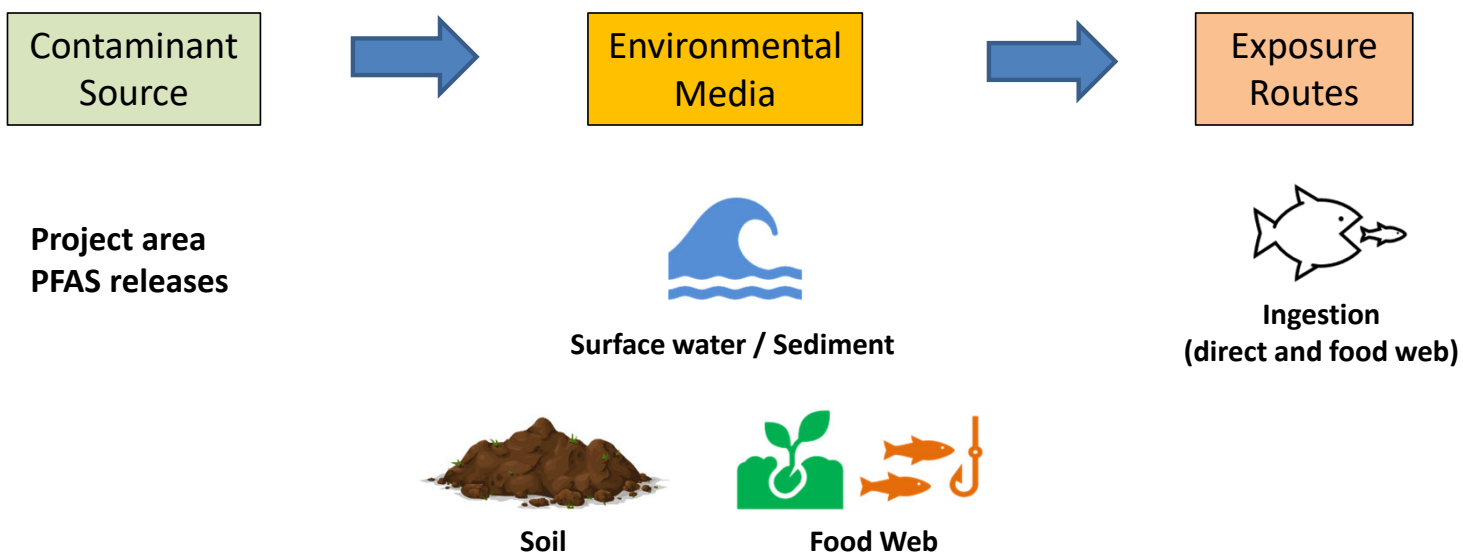 Contaminant
Source
Environmental
Media
Exposure
Routes
Project area
PFAS releases
Surface water / Sediment
Ingestion
(direct and food web)
Soil
Food Web